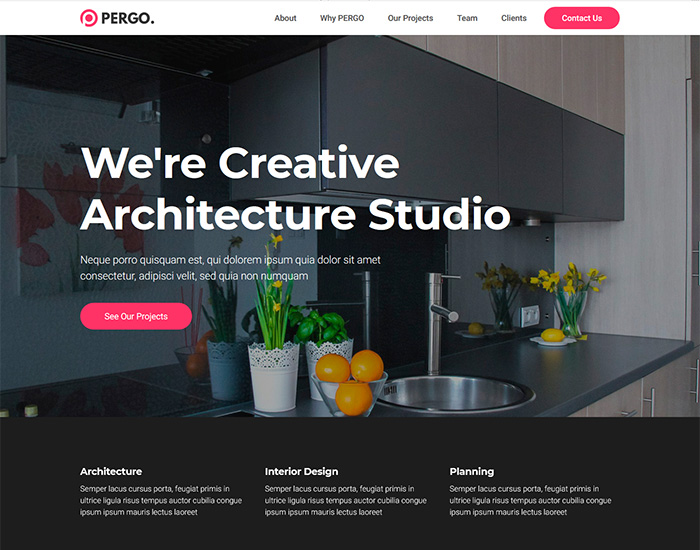 PERGO.
About Why PERGO Our Projects Team Clients Contact Us
We're Creative
Architecture Studio
Neque porro quisquam est, qui dolorem ipsum quia dolor sit amet
consectetur, adipisci velit, sed quia non numquam
See Our Projects
Architecture
Semper lacus cursus porta, feugiat primis in
ultrice ligula risus tempus auctor cubilia congue
ipsum ipsum mauris lectus laoreet
Interior Design
Semper lacus cursus porta, feugiat primis in
ultrice ligula risus tempus auctor cubilia congue
ipsum ipsum mauris lectus laoreet
Planning
Semper lacus cursus porta, feugiat primis in
ultrice ligula risus tempus auctor cubilia congue
ipsum ipsum mauris lectus laoreet